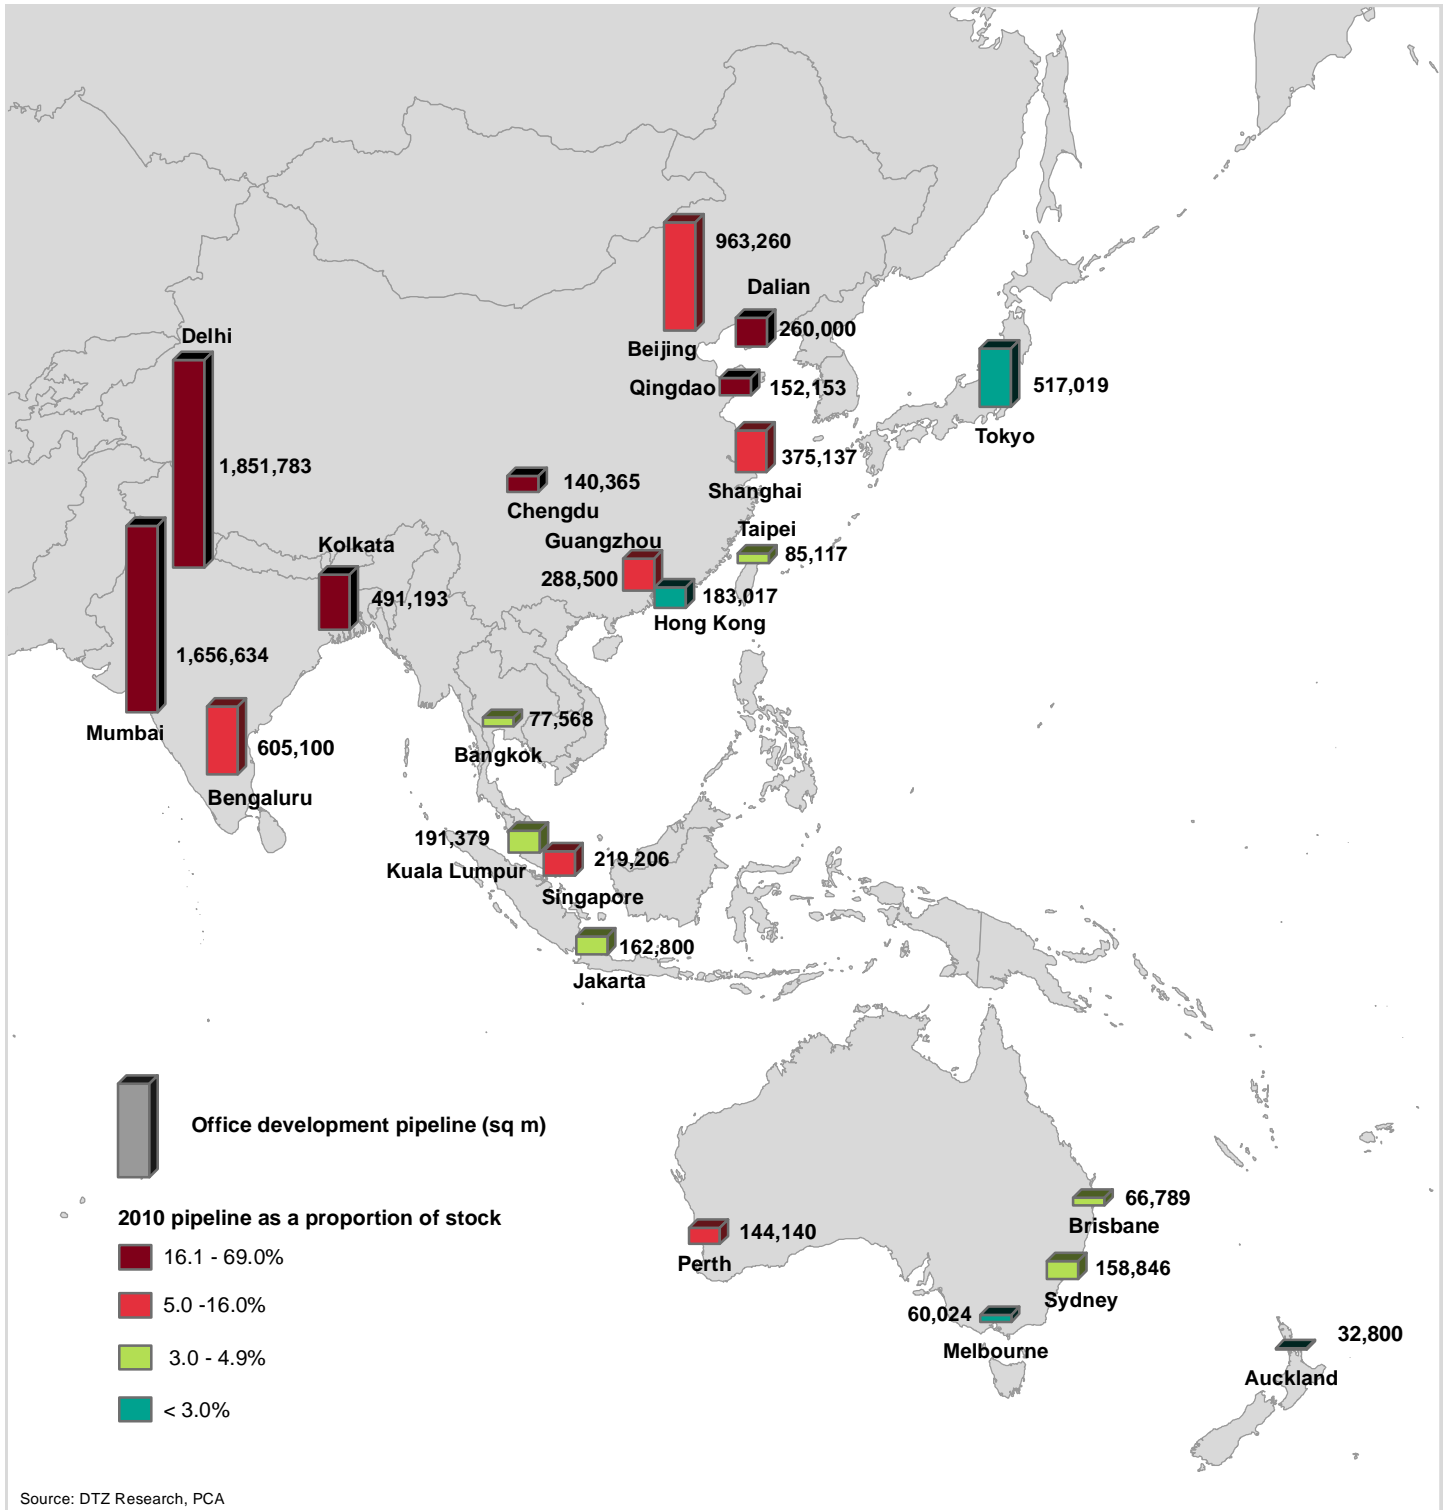 963,260
Dalian
260,000
Beijing
Delhi
Qingdao
152,153
517,019
Tokyo
1,851,783
375,137
Shanghai
140,365
Chengdu
Taipei
85,117
Guangzhou
288,500
183,017
Hong Kong
Kolkata
491,193
1,656,634
Mumbai
77,568
Bangkok
605,100
Bengaluru
191,379
Kuala Lumpur
219,206
Singapore
162,800
Jakarta
Office development pipeline (sq m)
2010 pipeline as a proportion of stock
16.1 - 69.0%
5.0 -16.0%
3.0 - 4.9%
< 3.0%
66,789
Brisbane
144,140
Perth
158,846
Sydney
60,024
Melbourne
32,800
Auckland
Source: DTZ Research, PCA